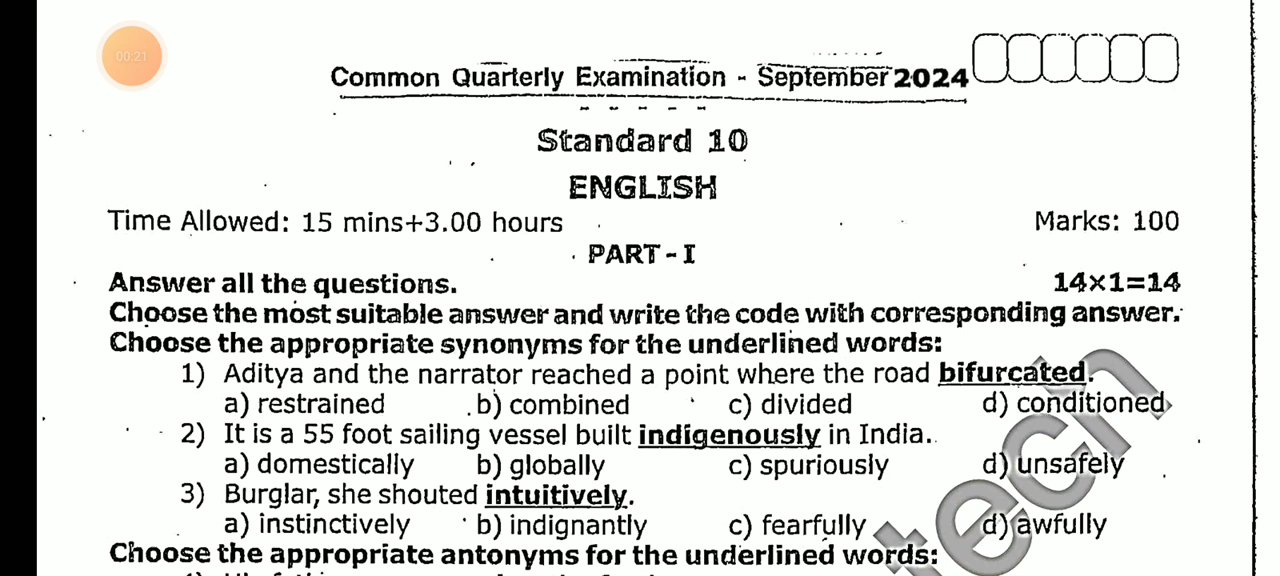 00:21
Common Quarterly Examination - September 2024
Standard 10
ENGLISH
Time Allowed: 15 mins+3.00 hours Marks: 100
PART - I
Answer all the questions. 14×1=14
Choose the most suitable answer and write the code with corresponding answer.
Choose the appropriate synonyms for the underlined words:
1) Aditya and the narrator reached a point where the road bifurcated.
a) restrained b) combined c) divided d) conditioned
2) It is a 55 foot sailing vessel built indigenously in India.
a) domestically b) globally c) spuriously d) unsafely
3) Burglar, she shouted intuitively.
a) instinctively b) indignantly c) fearfully d) awfully
Choose the appropriate antonyms for the underlined words:
tech